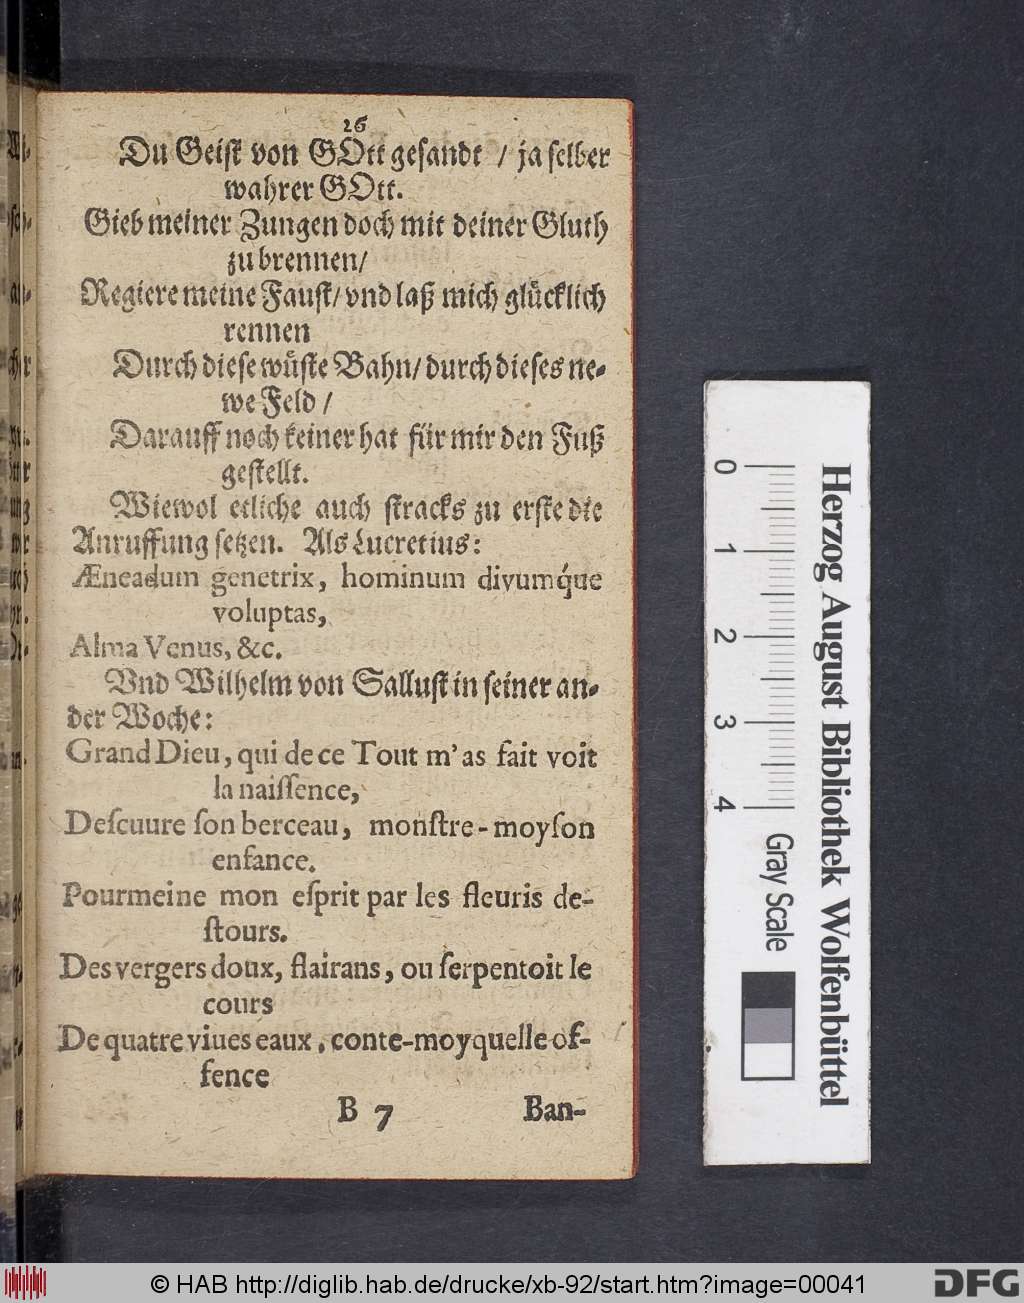 26
Du Geist von GOtt gesandt / ja selber
wahrer GOtt.
Gieb meiner Zungen doch mit deiner Gluth
zu brennen/
Regiere meine Faust/ vnd laß mich glücklich
rennen
Durch diese wüste Bahn/ durch dieses ne-
we Feld /
Darauff noch keiner hat für mir den Fuß
gestellt.
Wiewol etliche auch stracks zu erste die
Anruffung setzen. Als Lucretius:
Æneadum genetrix, hominum divumq́ue
voluptas,
Alma Venus, &c.
Vnd Wilhelm von Sallust in seiner an-
der Woche:
Grand Dieu, qui de ce Tout m'as fait voit
la naiſſence,
Deſcuure ſon berceau, monſtre-moy ſon
enfance.
Pourmeine mon eſprit par les fleuris de-
ſtours.
Des vergers doux, flairans, ou ſerpentoit le
cours
De quatre viues eaux, conte-moy quelle of-
fence
B 7 Ban-
0 1 2 3 4
Gray Scale
Herzog August Bibliothek Wolfenbüttel
© HAB http://diglib.hab.de/drucke/xb-92/start.htm?image=00041
DFG